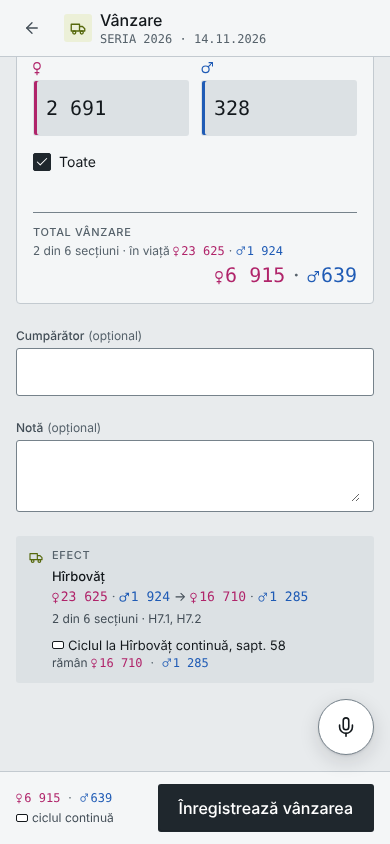 Vânzare
SERIA 2026 · 14.11.2026
♀ ♂
2 691 328
Toate
TOTAL VÂNZARE
2 din 6 secțiuni · în viață ♀23 625 · ♂1 924
♀6 915 · ♂639
Cumpărător (opțional)
Notă (opțional)
EFECT
Hîrbovăț
♀23 625 · ♂1 924 → ♀16 710 · ♂1 285
2 din 6 secțiuni · H7.1, H7.2
Ciclul la Hîrbovăț continuă, sapt. 58
rămân ♀16 710 · ♂1 285
♀6 915 · ♂639
ciclul continuă
Înregistrează vânzarea